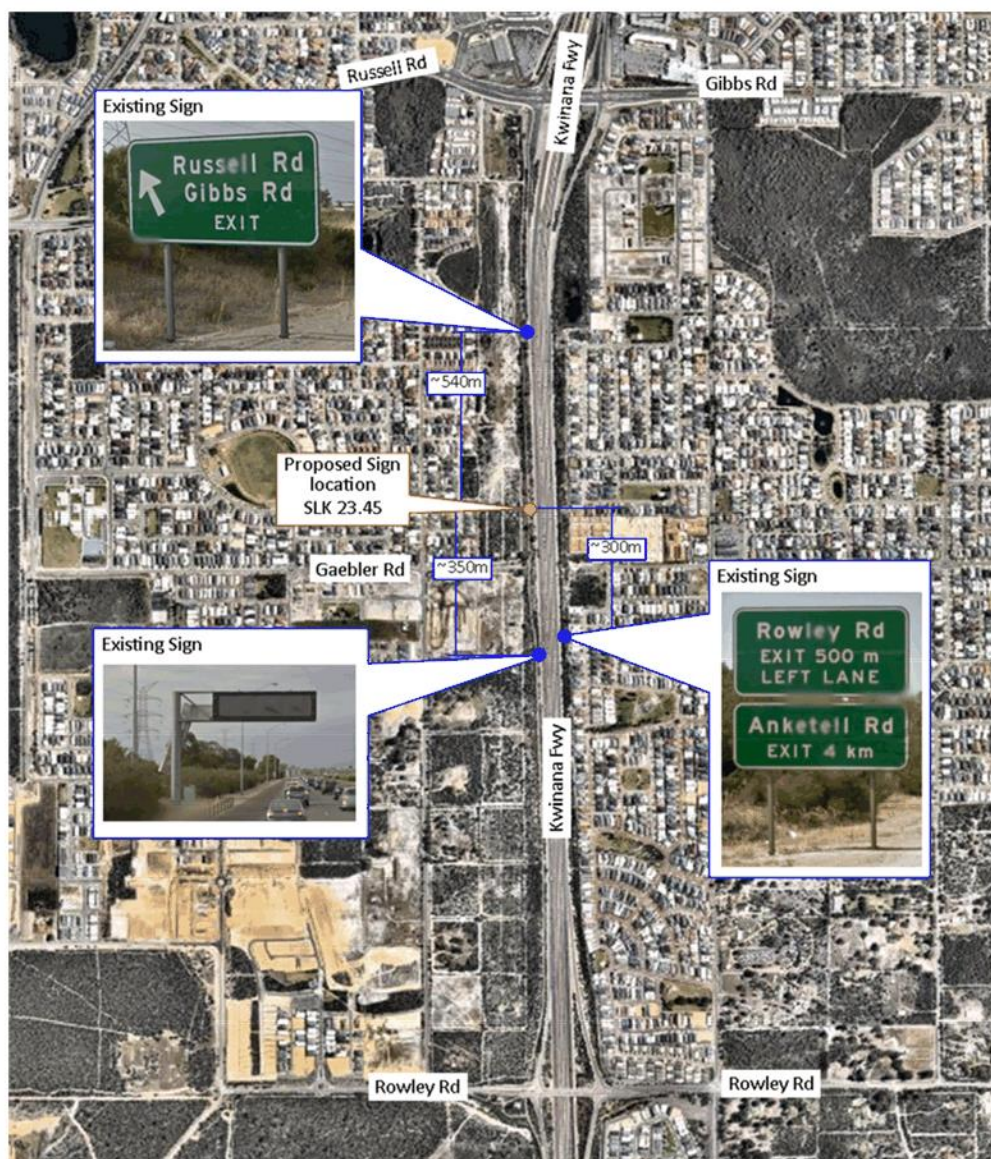 Russell Rd
Kwinana Fwy
Gibbs Rd
Existing Sign
Russell Rd
Gibbs Rd
EXIT
~540m
Proposed Sign
location
SLK 23.45
~300m
Gaebler Rd
~350m
Existing Sign
Existing Sign
Rowley Rd
EXIT 500 m
LEFT LANE
Anketell Rd
EXIT 4 km
Kwinana Fwy
Rowley Rd
Rowley Rd